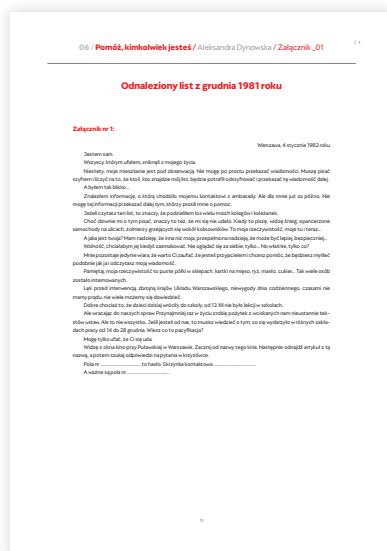 06 / Pomóż, kimkolwiek jesteś / Aleksandra Dynowska / Załącznik_01
Odnaleziony list z grudnia 1981 roku
Załącznik nr 1:
Warszawa, 4 stycznia 1982 roku
Jestem sam.
Wszyscy, którym ufałem, zniknęli z mojego życia.
Niestety, moje mieszkanie jest pod obserwacją. Nie mogę po prostu przekazać wiadomości. Muszę pisać
szyfrem i liczyć na to, że ktoś, kto znajdzie mój list, będzie potrafił odszyfrować i przekazać tę wiadomość dalej.
A byłem tak blisko...
Znalazłem informację, o którą chodziło mojemu kontaktowi z ambasady. Ale dla mnie już za późno. Nie
mogę tej informacji przekazać dalej tym, którzy prosili mnie o pomoc.
Jeżeli czytasz ten list, to znaczy, że podzieliłem los wielu moich kolegów i koleżanek.
Choć dziwnie mi o tym pisać, znaczy to też, że mi się nie udało. Kiedy to piszę, widzę śnieg, opancerzone
samochody na ulicach, żołnierzy grzejących się wokół koksowników. To moja rzeczywistość, moje tu i teraz...
A jaka jest twoja? Mam nadzieję, że inna niż moja, przepełniona nadzieją, że może być lepiej, bezpieczniej...
Wolność, chciałbym jej kiedyś zasmakować. Nie oglądać się za siebie, tylko... No właśnie, tylko co?
Mnie pozostaje jedynie wiara, że warto Ci zaufać, że jesteś przyjacielem i chcesz pomóc, że będziesz myśleć
podobnie jak ja i odczytasz moją wiadomość.
Pamiętaj, moja rzeczywistość to puste półki w sklepach, kartki na mięso, ryż, masło, cukier... Tak wiele osób
zostało internowanych.
Lęk przed interwencją zbrojną krajów Układu Warszawskiego, niewygody dnia codziennego, czasami nie
mamy prądu, nie wiele możemy się dowiedzieć.
Dobre chociaż to, że dzieci dzisiaj wróciły do szkoły, od 13 XII nie było lekcji w szkołach.
Ale wracając do naszych spraw Przynajmniej raz w życiu zrobię pożytek z wciskanych nam nieustannie tek-
stów ustaw. Ale to nie wszystko. Jeśli jesteś od nas, to musisz wiedzieć o tym, co się wydarzyło w różnych zakła-
dach pracy od 14 do 28 grudnia. Wiesz co to pacyfikacja?
Mogę tylko ufać, że Ci się uda.
Widzę z okna kino przy Puławskiej w Warszawie. Zacznij od nazwy tego kina. Następnie odnajdź artykuł z tą
nazwą, a potem szukaj odpowiedzi na pytania w krzyżówce.
Pola nr .......................... to hasło. Skrzynka kontaktowa ..........................
A ważne są pola nr ..........................